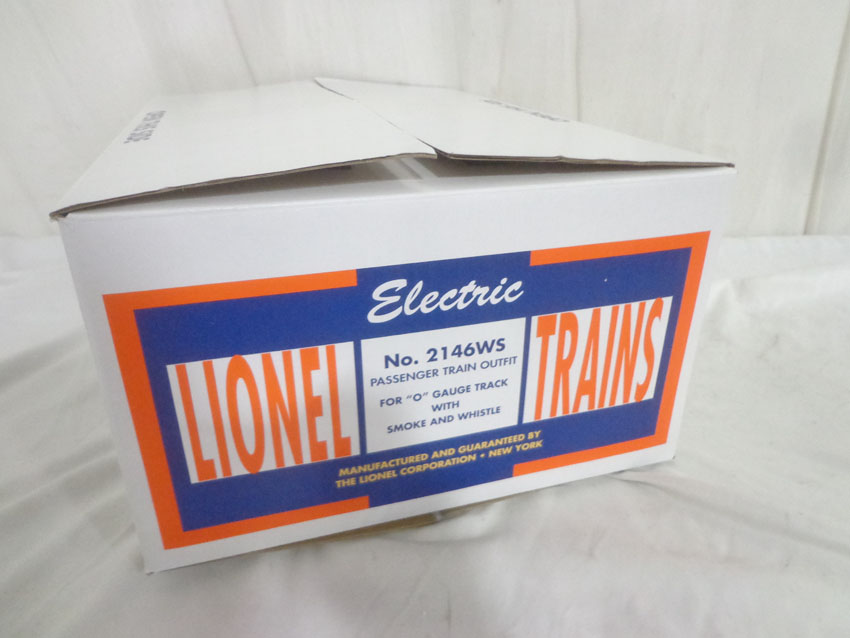 Electric
LIONEL
No. 2146WS
PASSENGER TRAIN OUTFIT
FOR "O" GAUGE TRACK
WITH
SMOKE AND WHISTLE
TRAINS
MANUFACTURED AND GUARANTEED BY
THE LIONEL CORPORATION • NEW YORK